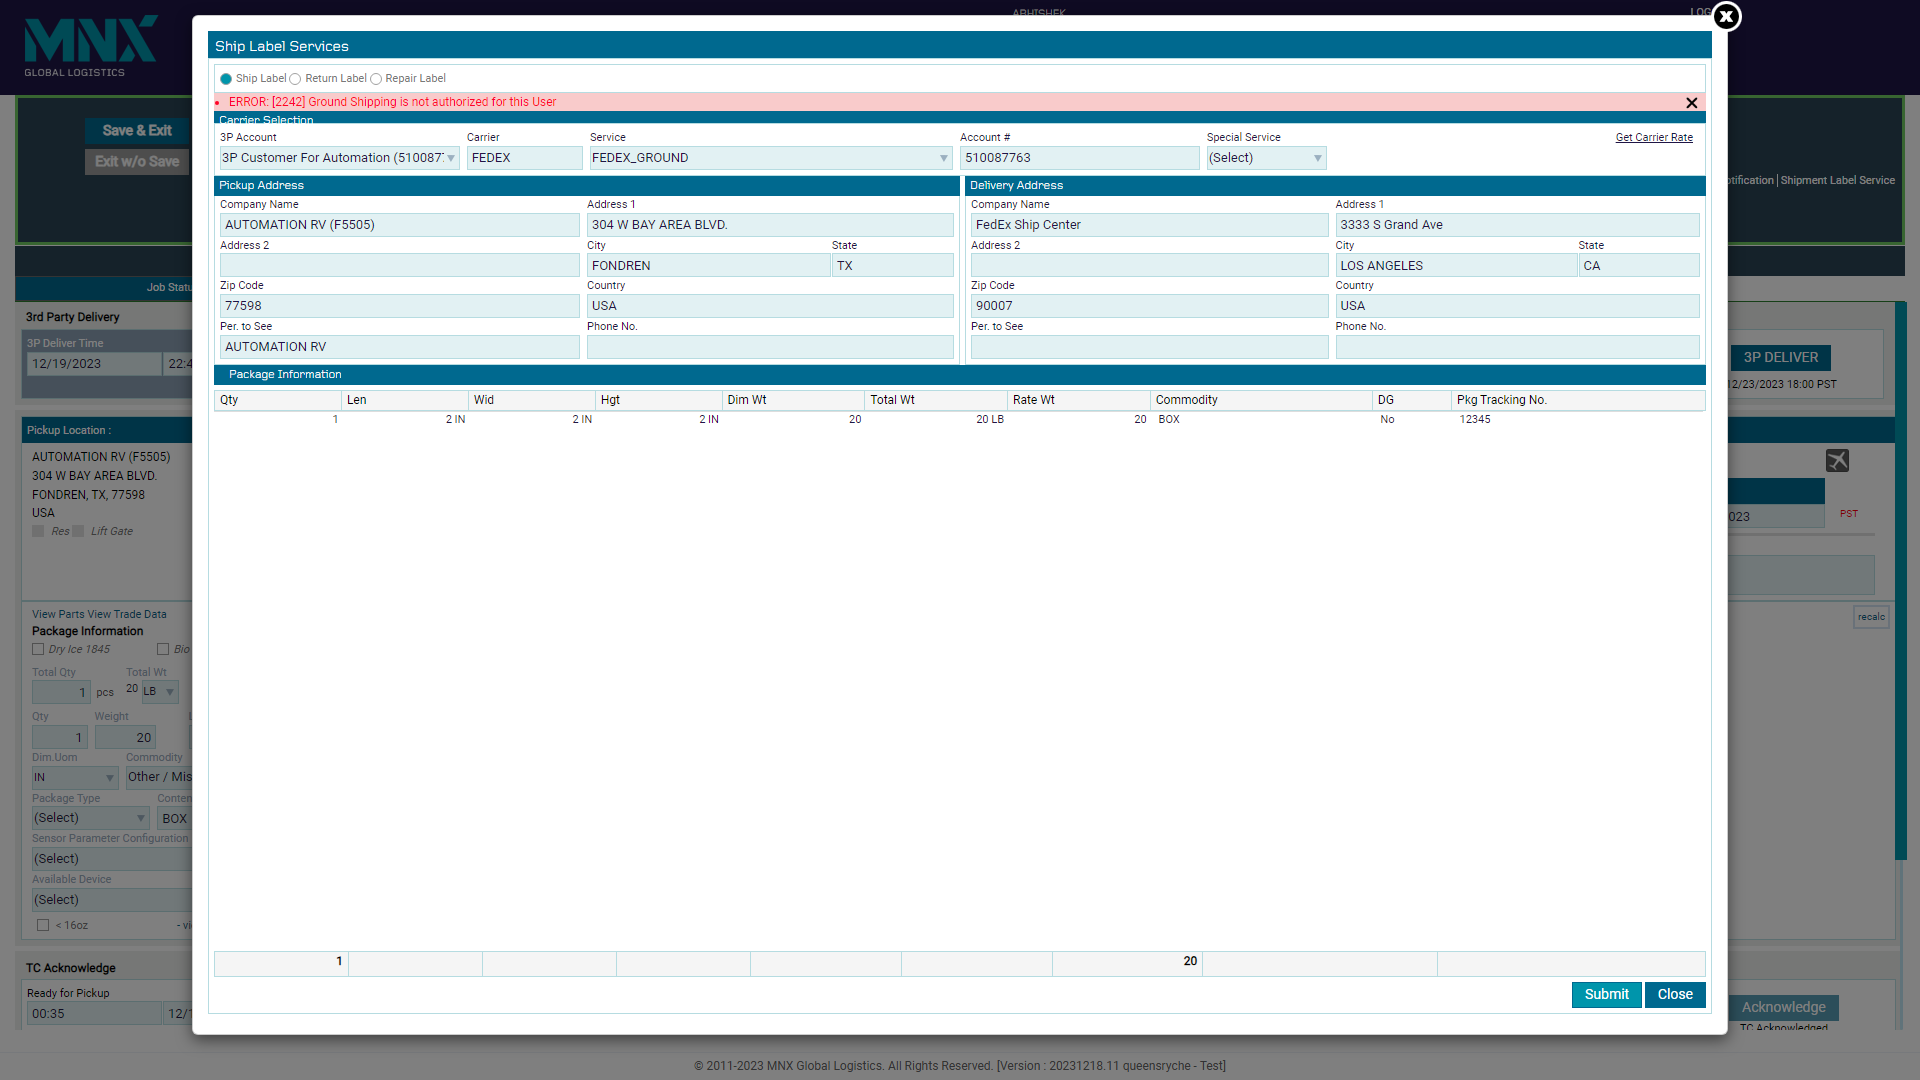 MNX
GLOBAL LOGISTICS
ABHISHEK
LOG
Ship Label Services
Ship Label Return Label Repair Label
ERROR: [2242] Ground Shipping is not authorized for this User
Carrier Selection
3P Account Carrier Service Account # Special Service Get Carrier Rate
3P Customer For Automation (510087 FEDEX FEDEX_GROUND 510087763 (Select)
Pickup Address Delivery Address
Company Name Address 1 Company Name Address 1
AUTOMATION RV (F5505) 304 W BAY AREA BLVD. FedEx Ship Center 3333 S Grand Ave
Address 2 City State Address 2 City State
FONDREN TX LOS ANGELES CA
Zip Code Country Zip Code Country
77598 USA 90007 USA
Per. to See Phone No. Per. to See Phone No.
AUTOMATION RV
Package Information
Qty Len Wid Hgt Dim Wt Total Wt Rate Wt Commodity DG Pkg Tracking No.
1 2 IN 2 IN 2 IN 20 20 LB 20 BOX No 12345
1 20
Submit Close
Save & Exit
Exit w/o Save
otification | Shipment Label Service
Job Statu
3rd Party Delivery
3P Deliver Time
12/19/2023 22:4
3P DELIVER
12/23/2023 18:00 PST
Pickup Location :
AUTOMATION RV (F5505)
304 W BAY AREA BLVD.
FONDREN, TX, 77598
USA
Res Lift Gate
023 PST
View Parts View Trade Data
recalc
Package Information
Dry Ice 1845 Bio
Total Qty Total Wt
1 pcs 20 LB
Qty Weight L
1 20
Dim.Uom Commodity
IN Other / Mis
Package Type Conten
(Select) BOX
Sensor Parameter Configuration
(Select)
Available Device
(Select)
< 16oz - vi
TC Acknowledge
Ready for Pickup
00:35 12/1
Acknowledge
TC Acknowledged
© 2011-2023 MNX Global Logistics. All Rights Reserved. [Version : 20231218.11 queensryche - Test]